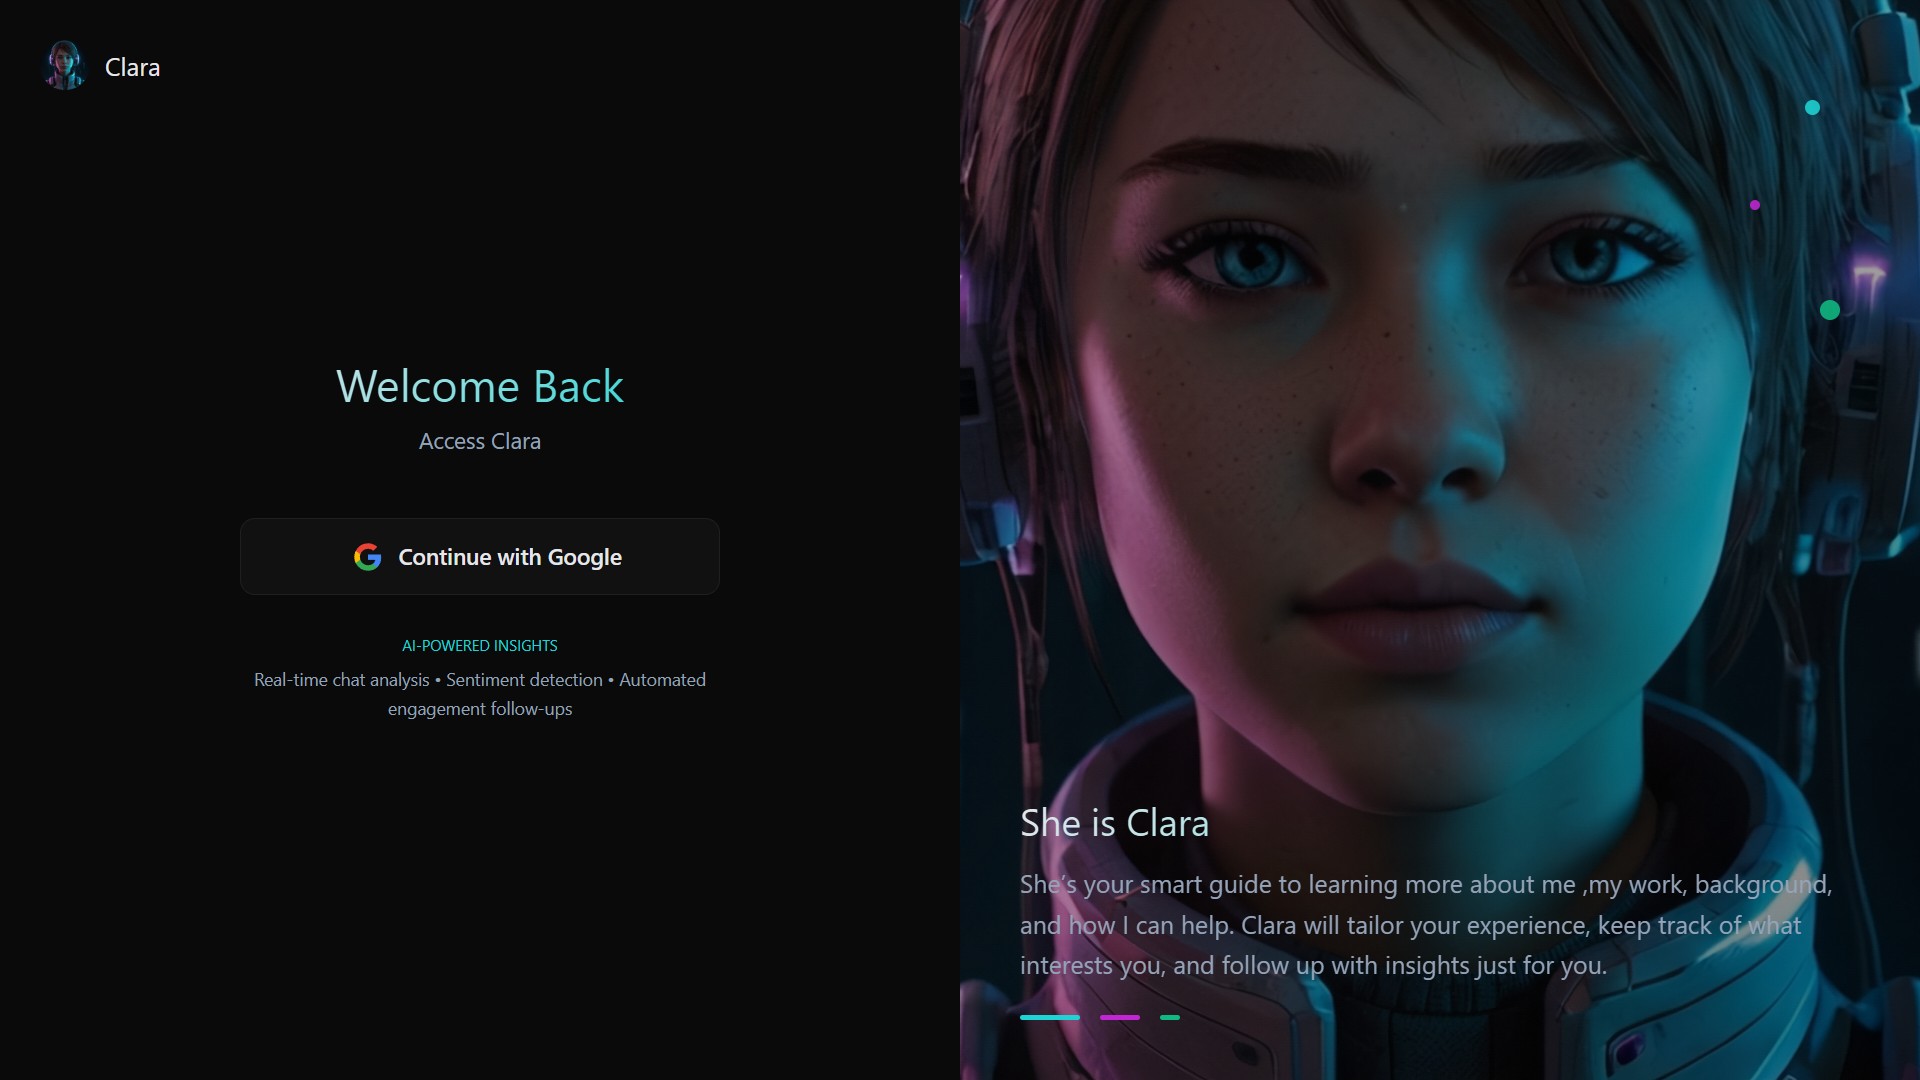 Clara
Welcome Back
Access Clara
Continue with Google
AI-POWERED INSIGHTS
Real-time chat analysis • Sentiment detection • Automated
engagement follow-ups
She is Clara
She's your smart guide to learning more about me ,my work, background,
and how I can help. Clara will tailor your experience, keep track of what
interests you, and follow up with insights just for you.